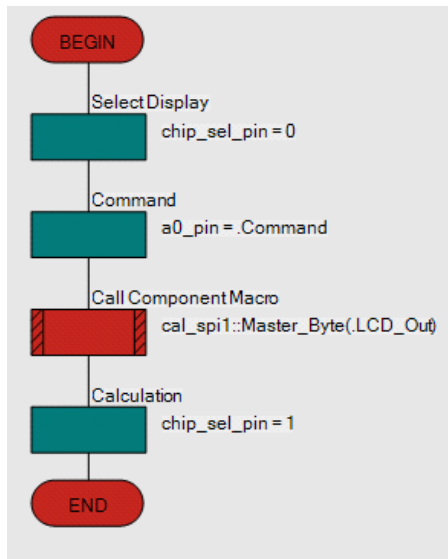 BEGIN
Select Display
chip_sel_pin = 0
Command
a0_pin = .Command
Call Component Macro
cal_spi1::Master_Byte(.LCD_Out)
Calculation
chip_sel_pin = 1
END